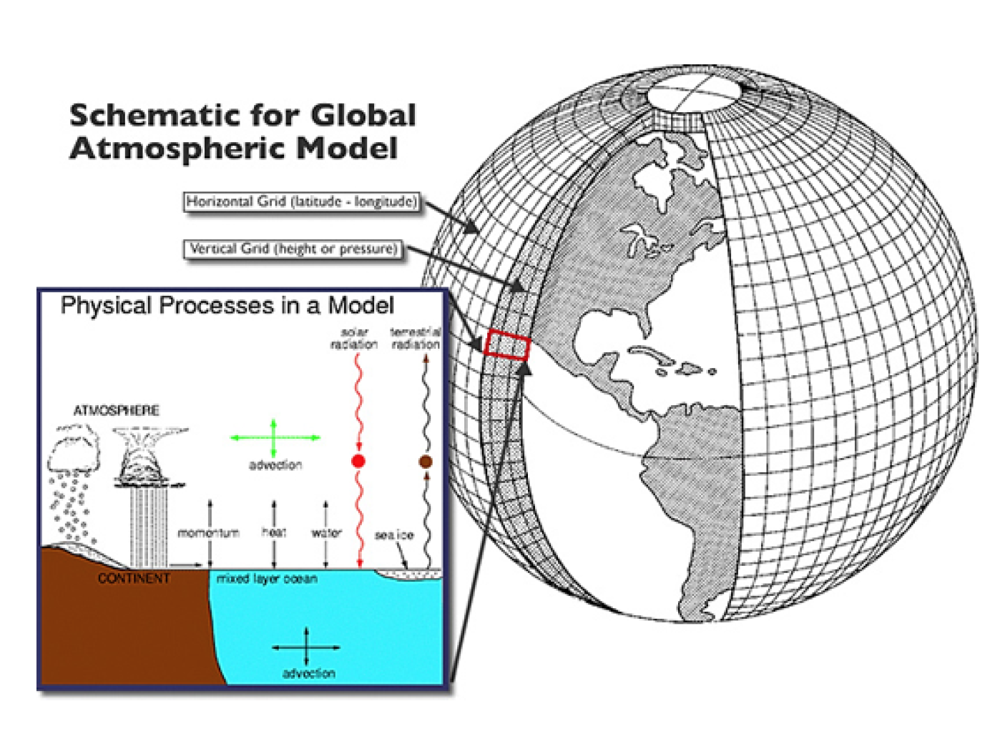 Schematic for Global
Atmospheric Model
Horizontal Grid (latitude - longitude)
Vertical Grid (height or pressure)
Physical Processes in a Model
solar
radiation
terrestrial
radiation
ATMOSPHERE
advection
momentum
heat
water
sea ice
CONTINENT
mixed layer ocean
advection